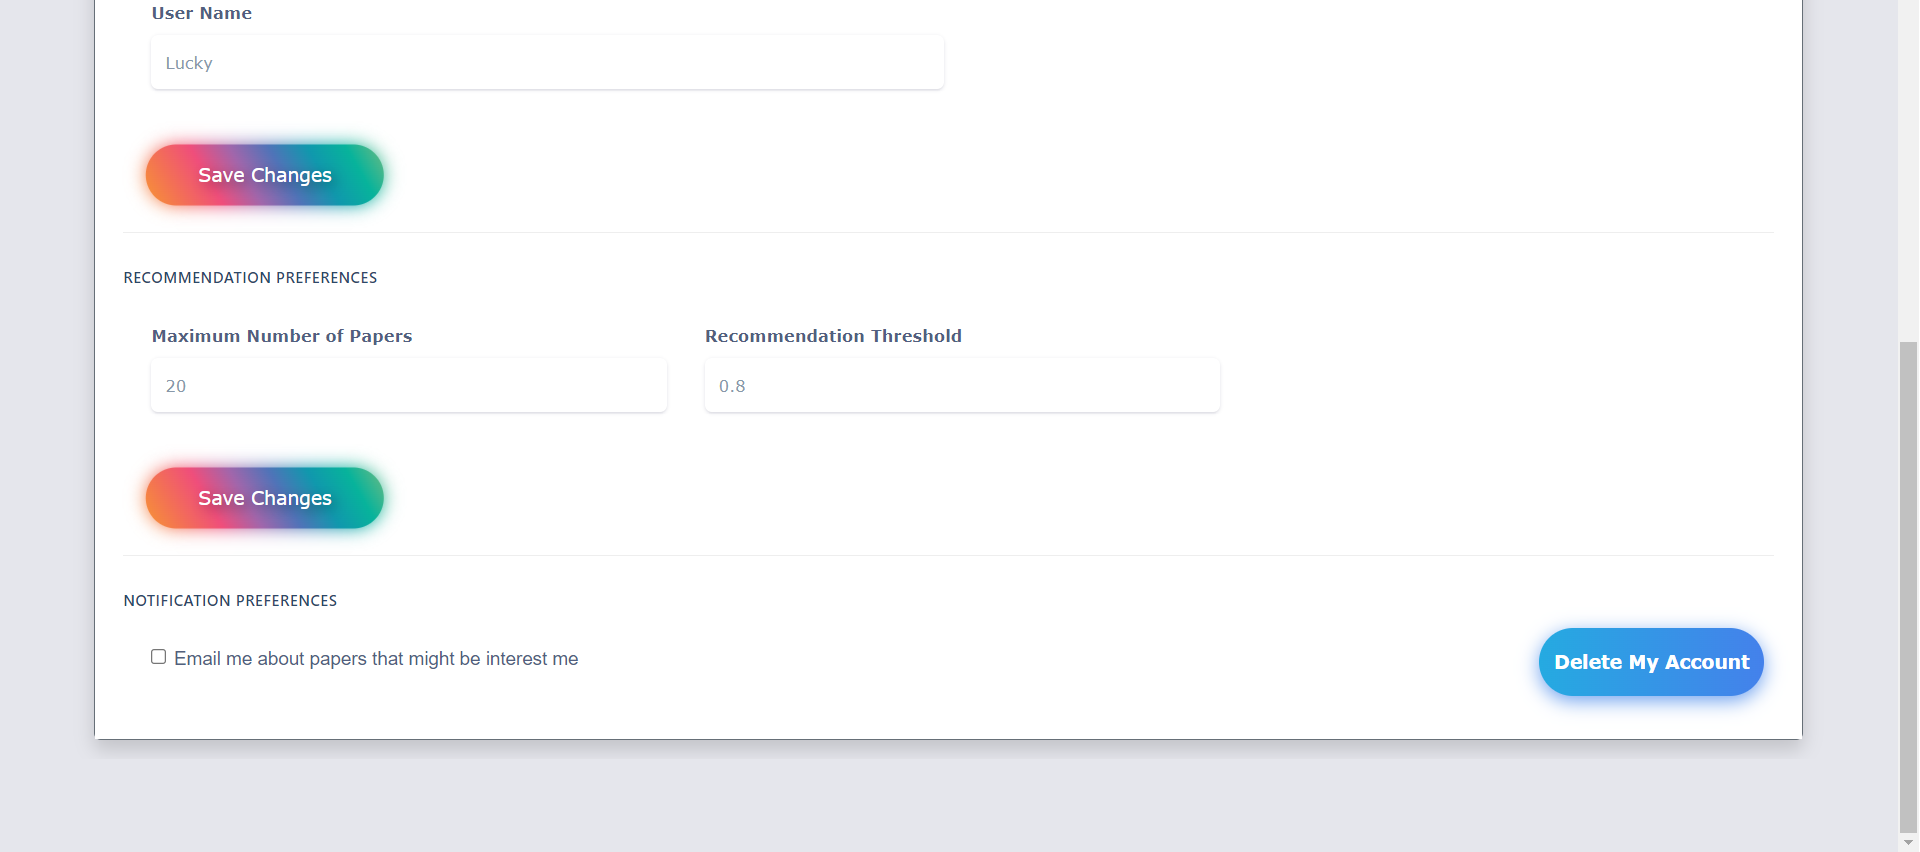 User Name
Lucky
Save Changes
RECOMMENDATION PREFERENCES
Maximum Number of Papers Recommendation Threshold
20 0.8
Save Changes
NOTIFICATION PREFERENCES
Email me about papers that might be interest me
Delete My Account